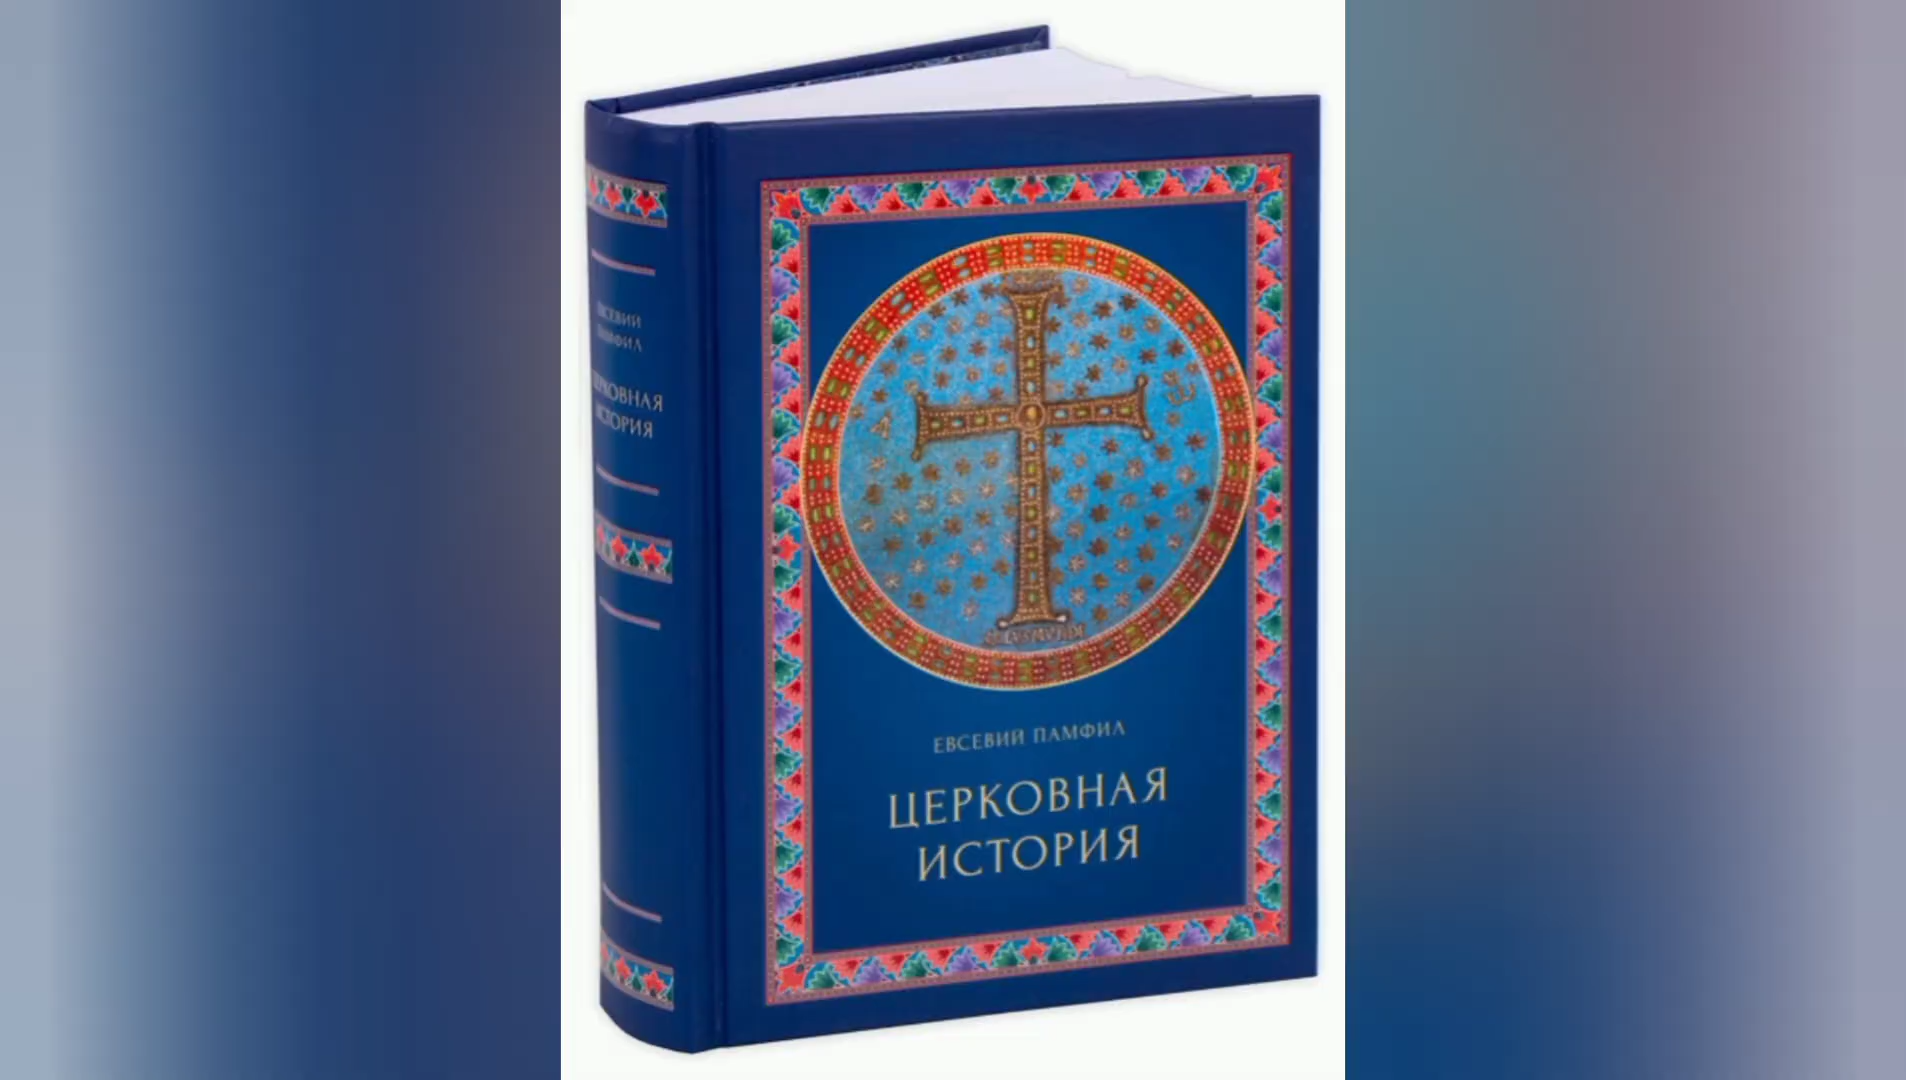 ЕВСЕВИЙ
ПАМФИЛ
ЦЕРКОВНАЯ
ИСТОРИЯ
ЕВСЕВИЙ ПАМФИЛ
ЦЕРКОВНАЯ
ИСТОРИЯ